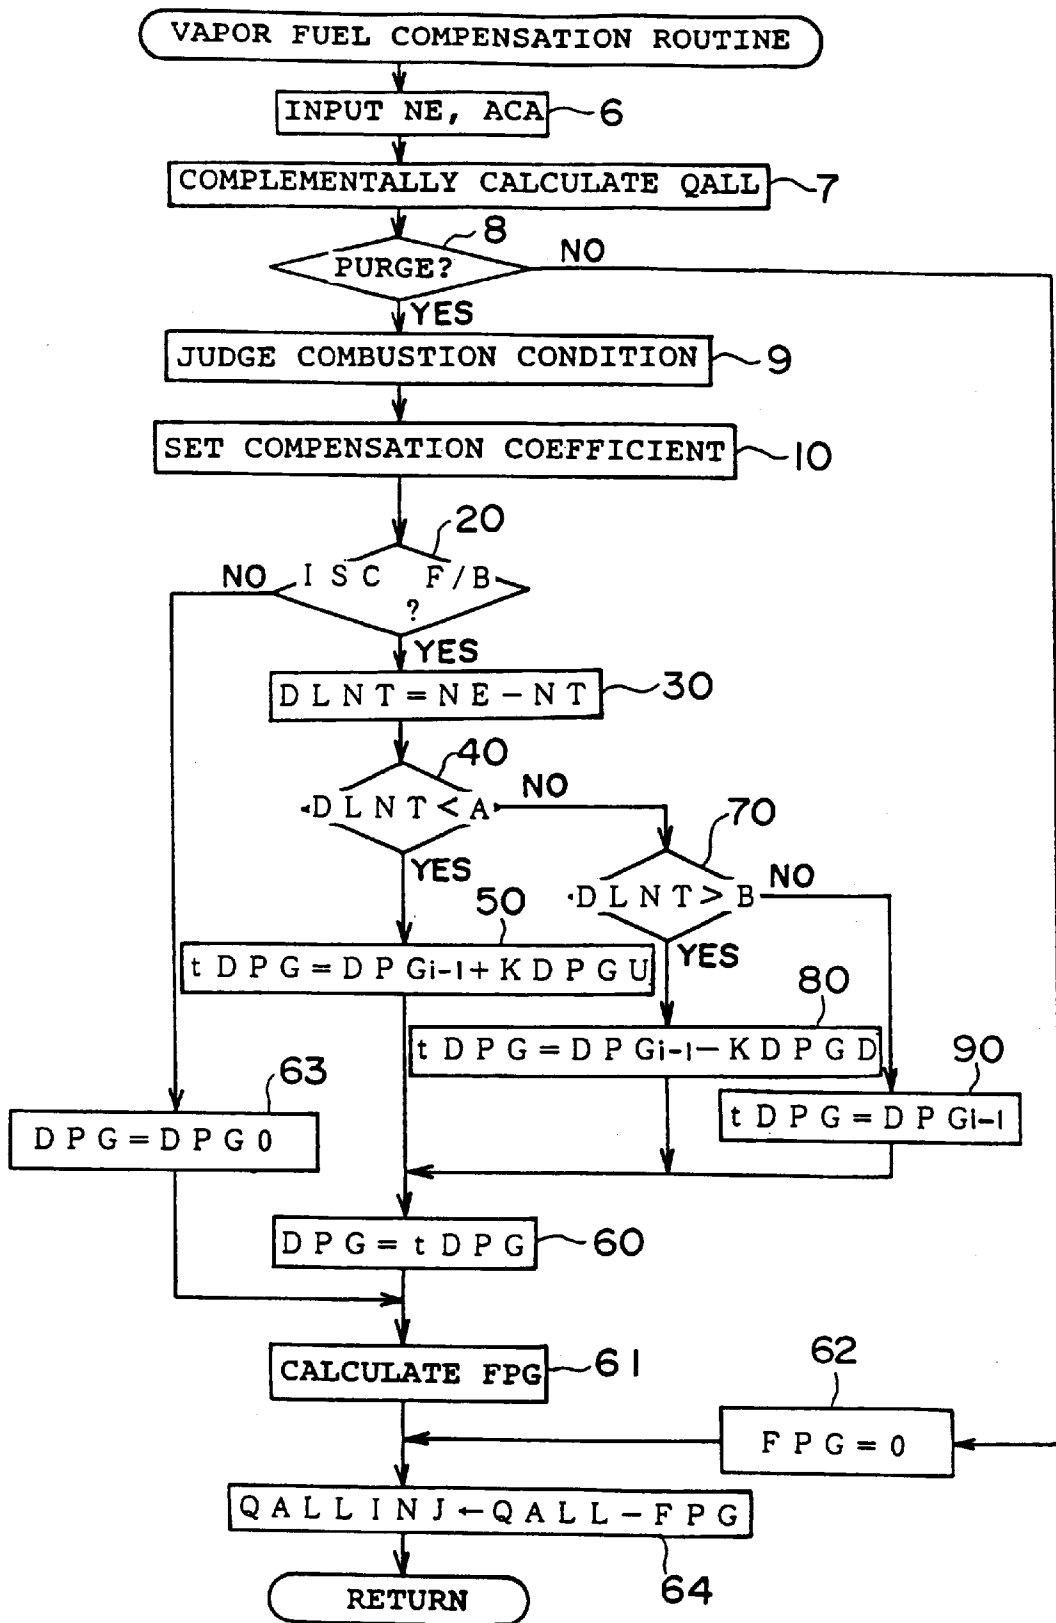 VAPOR FUEL COMPENSATION ROUTINE
INPUT NE, ACA
6
COMPLEMENTALLY CALCULATE QALL
7
8
PURGE?
NO
YES
JUDGE COMBUSTION CONDITION
9
SET COMPENSATION COEFFICIENT
10
20
ISC F/B
?
NO
YES
DLNT=NE-NT
30
40
DLNT<A
NO
YES
70
DLNT>B
NO
YES
50
tDPG=DPGi-1+KDPGU
80
tDPG=DPGi-1-KDPGD
90
tDPG=DPGi-1
63
DPG=DPG0
DPG=tDPG
60
CALCULATE FPG
61
62
FPG=0
QALLINJ←QALL-FPG
64
RETURN